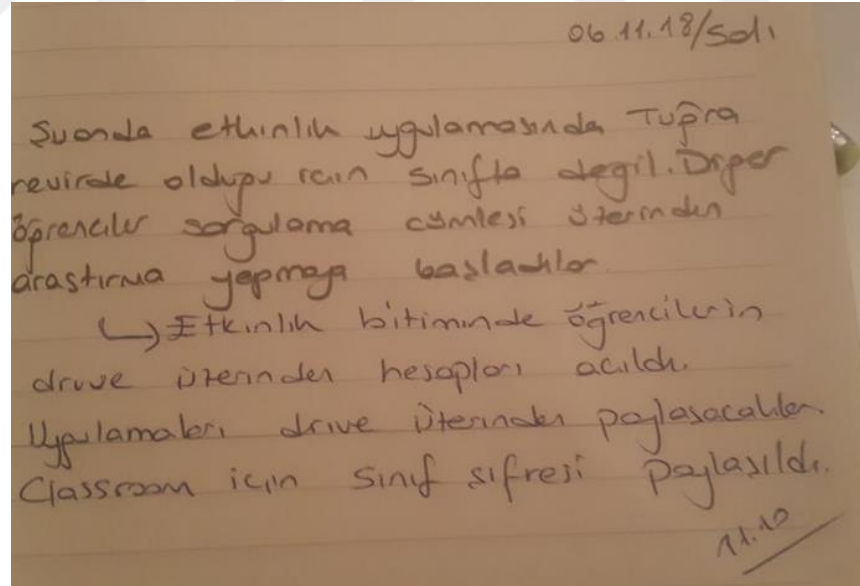 06.11.18/Salı
Şuanda etkinlik uygulamasında Tuğra
revirde olduğu için sınıfta değil. Diğer
öğrenciler sorgulama cümlesi üzerinden
araştırma yapmaya başladılar
↳ Etkinlik bitiminde öğrencilerin
drive üzerinden hesapları açıldı.
Uygulamaları drive üzerinden paylaşacaklar.
Classroom için sınıf şifresi paylaşıldı.
11.10